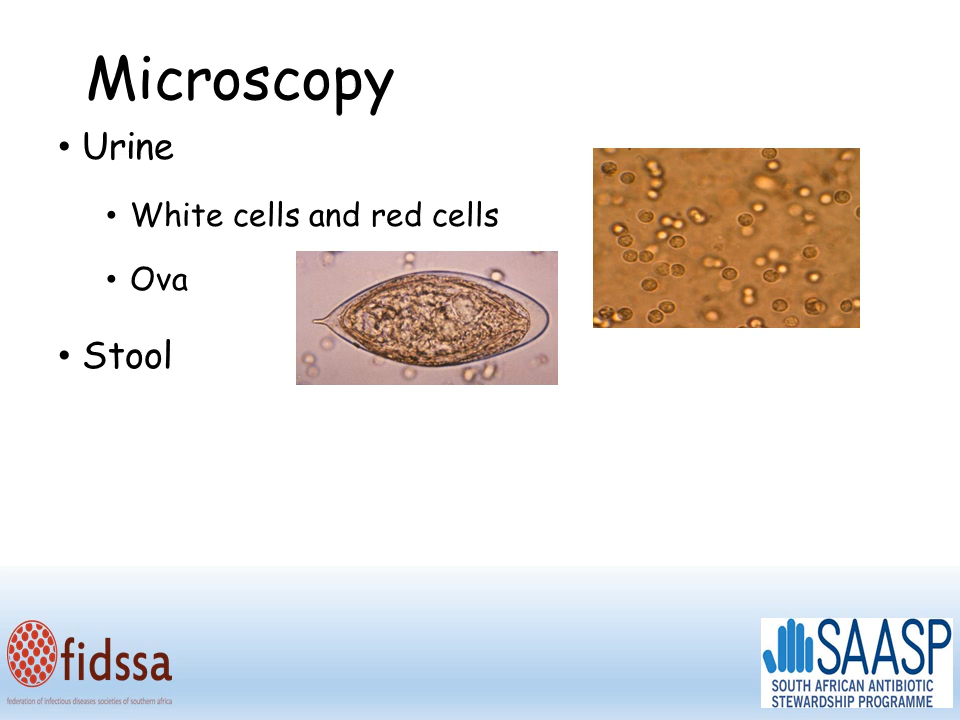 Microscopy
• Urine
• White cells and red cells
• Ova
• Stool
fidssa
federation of infectious diseases societies of southern africa
SAASP
SOUTH AFRICAN ANTIBIOTIC
STEWARDSHIP PROGRAMME